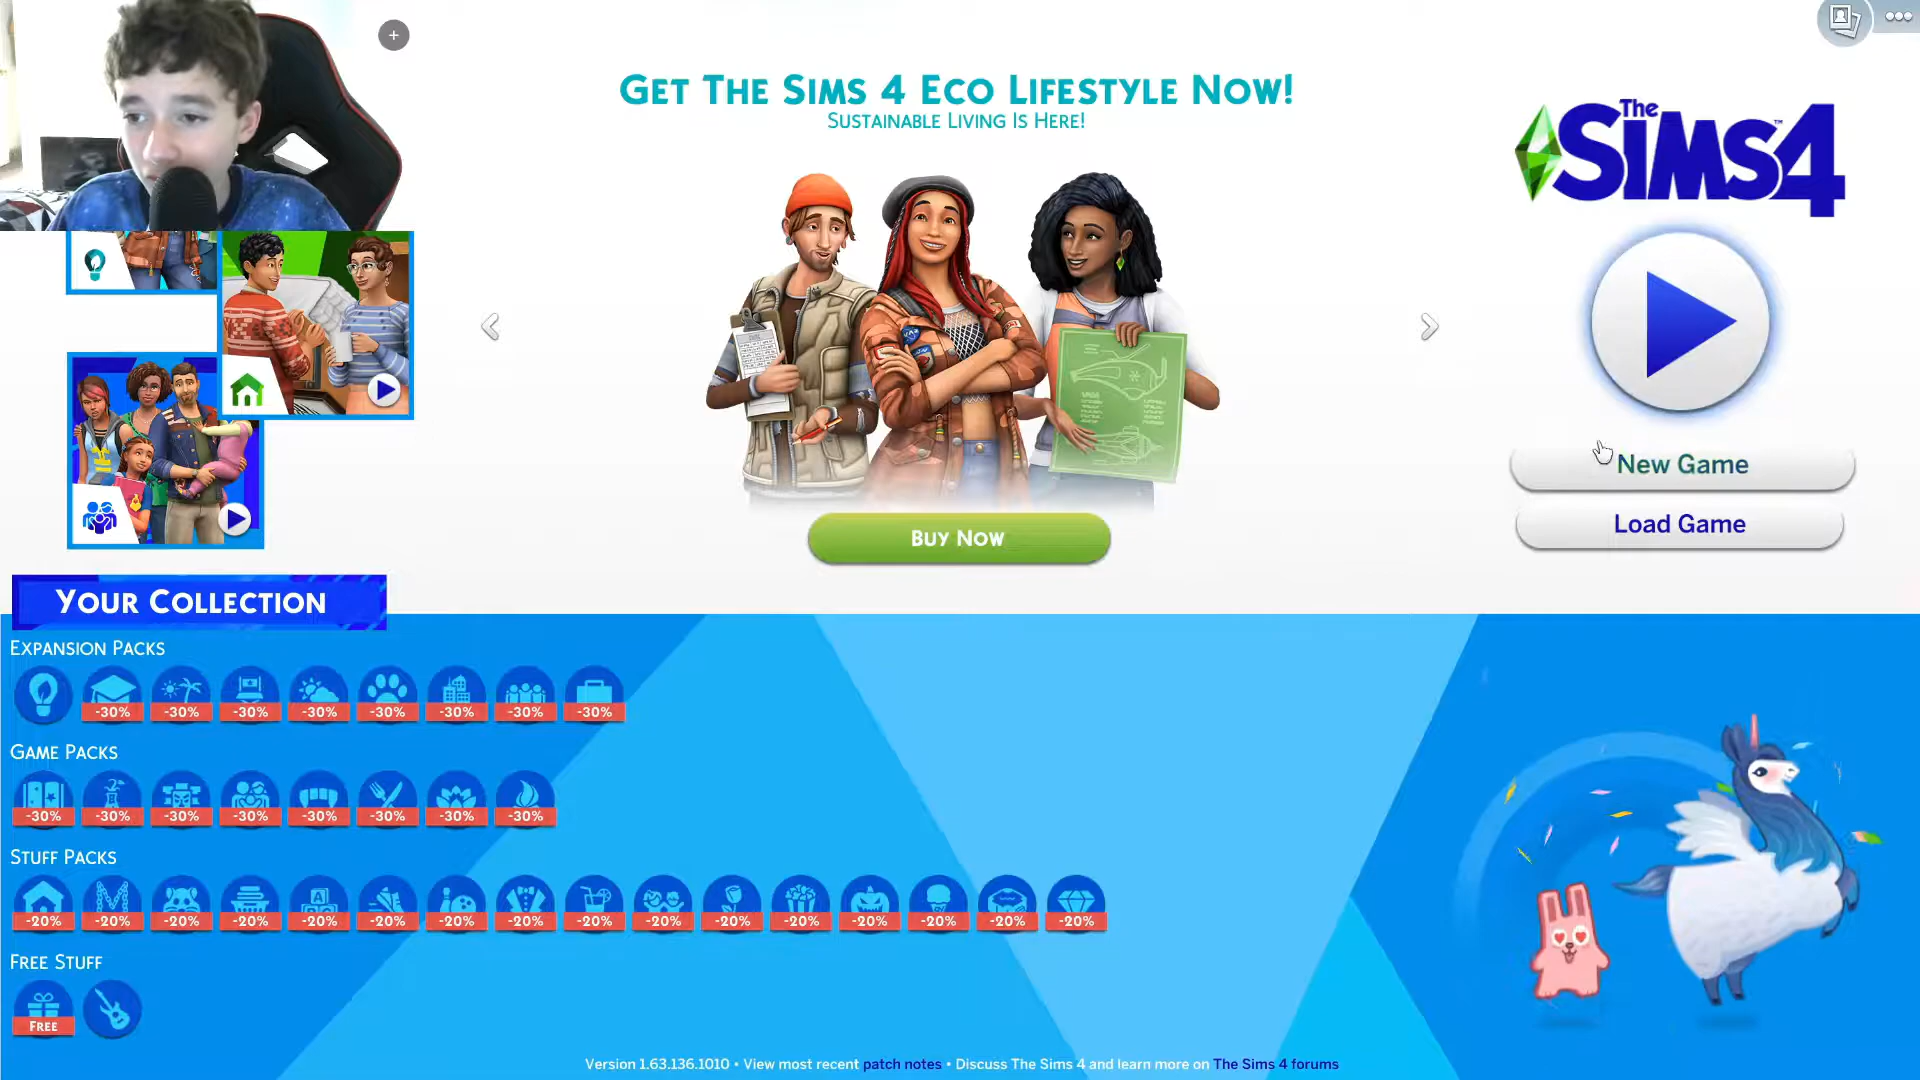 GET THE SIMS 4 ECO LIFESTYLE NOW!
SUSTAINABLE LIVING IS HERE!
The SIMS 4™
New Game
Load Game
BUY NOW
YOUR COLLECTION
EXPANSION PACKS
-30% -30% -30% -30% -30% -30% -30% -30%
GAME PACKS
-30% -30% -30% -30% -30% -30% -30% -30%
STUFF PACKS
-20% -20% -20% -20% -20% -20% -20% -20% -20% -20% -20% -20% -20% -20% -20% -20%
FREE STUFF
FREE
Version 1.63.136.1010 • View most recent patch notes • Discuss The Sims 4 and learn more on The Sims 4 forums